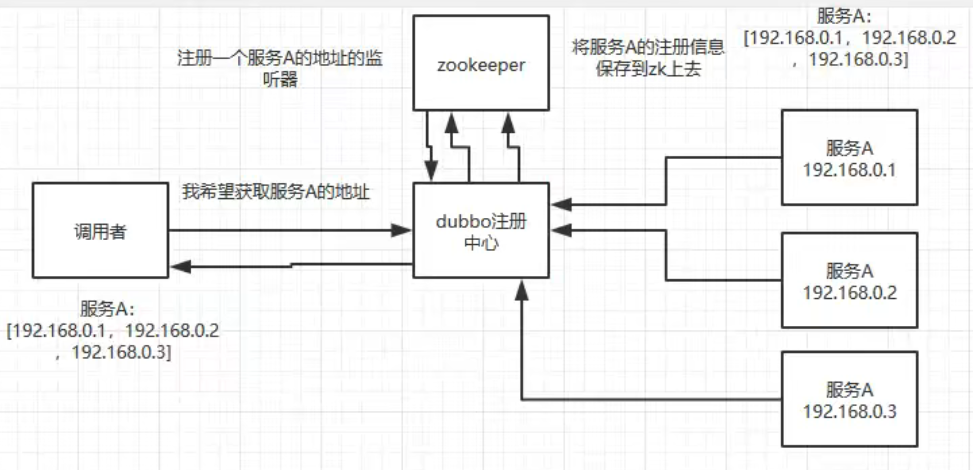 服务A：
[192.168.0.1，192.168.0.2
，192.168.0.3]
注册一个服务A的地址的监
听器
zookeeper
将服务A的注册信息
保存到zk上去
服务A
192.168.0.1
我希望获取服务A的地址
调用者
dubbo注册
中心
服务A
192.168.0.2
服务A：
[192.168.0.1，192.168.0.2
，192.168.0.3]
服务A
192.168.0.3